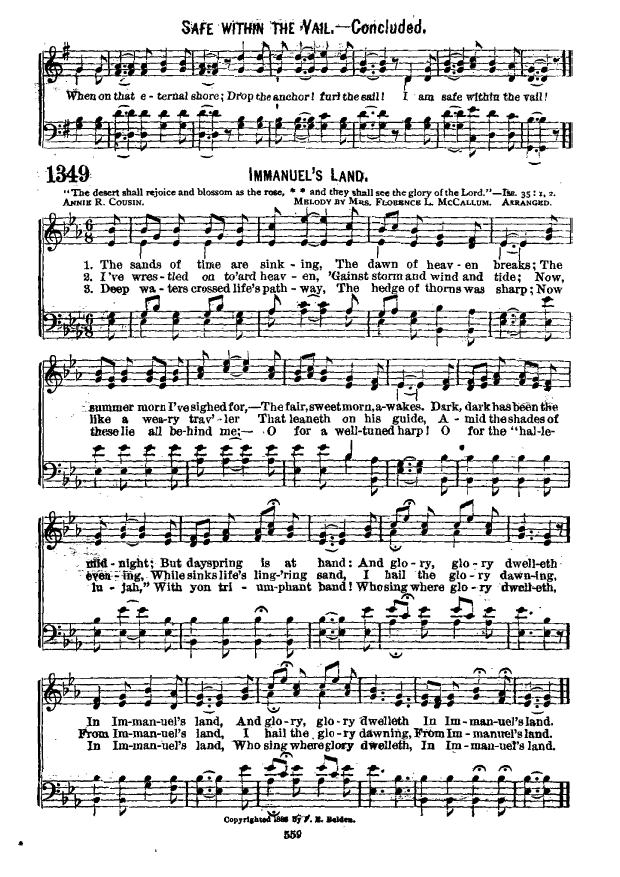 SAFE WITHIN THE VAIL.—Concluded.
When on that e - ternal shore; Drop the anchor! furl the sail! I am safe within the vail!
1349
IMMANUEL'S LAND.
"The desert shall rejoice and blossom as the rose, * * and they shall see the glory of the Lord."—ISA. 35 : 1, 2.
ANNIE R. COUSIN. MELODY BY MRS. FLORENCE L. MCCALLUM. ARRANGED.
1. The sands of time are sink - ing, The dawn of heav - en breaks; The
2. I've wres - tled on to'ard heav - en, 'Gainst storm and wind and tide; Now,
3. Deep wa - ters crossed life's path - way, The hedge of thorns was sharp; Now
summer morn I've sighed for,—The fair, sweet morn, a - wakes. Dark, dark has been the
like a wea - ry trav' - ler That leaneth on his guide, A - mid the shades of
these lie all be - hind me;— O for a well-tuned harp! O for the "hal - le-
mid - night; But dayspring is at hand: And glo - ry, glo - ry dwelleth
even - ing, While sinks life's ling-'ring sand, I hail the glo - ry dawn-ing,
lu - jah," With yon tri - um-phant band! Who sing where glo - ry dwell-eth,
In Im - man - uel's land, And glo - ry, glo - ry dwelleth In Im - man-uel's land.
From Im - man - uel's land, I hail the glo - ry dawning, From Im - manuel's land.
In Im - man - uel's land, Who sing where glory dwelleth, In Im - manuel's land.
Copyrighted 1886 by F. E. Belden.
559